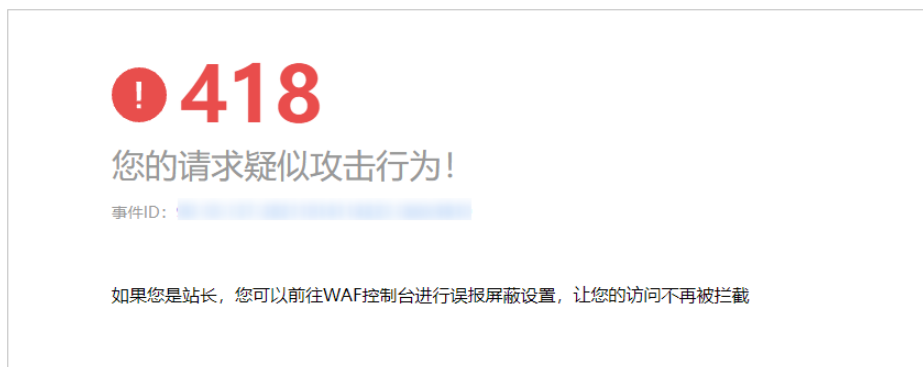 418
您的请求疑似攻击行为！
事件ID：
如果您是站长，您可以前往WAF控制台进行误报屏蔽设置，让您的访问不再被拦截